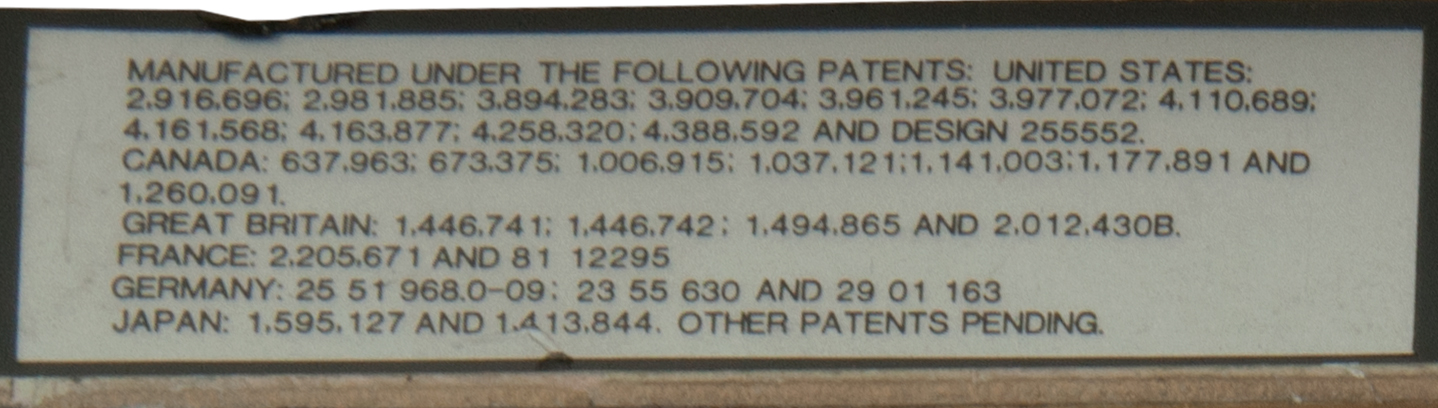 MANUFACTURED UNDER THE FOLLOWING PATENTS: UNITED STATES:
2,916,696; 2,981,885; 3,894,283; 3,909,704; 3,961,245; 3,977,072; 4,110,689;
4,161,568; 4,163,877; 4,258,320; 4,388,592 AND DESIGN 255552.
CANADA: 637,963; 673,375; 1,006,915; 1,037,121;1,141,003;1,177,891 AND
1,260,091.
GREAT BRITAIN: 1,446,741; 1,446,742; 1,494,865 AND 2,012,430B.
FRANCE: 2,205,671 AND 81 12295
GERMANY: 25 51 968.0-09; 23 55 630 AND 29 01 163
JAPAN: 1,595,127 AND 1,413,844. OTHER PATENTS PENDING.